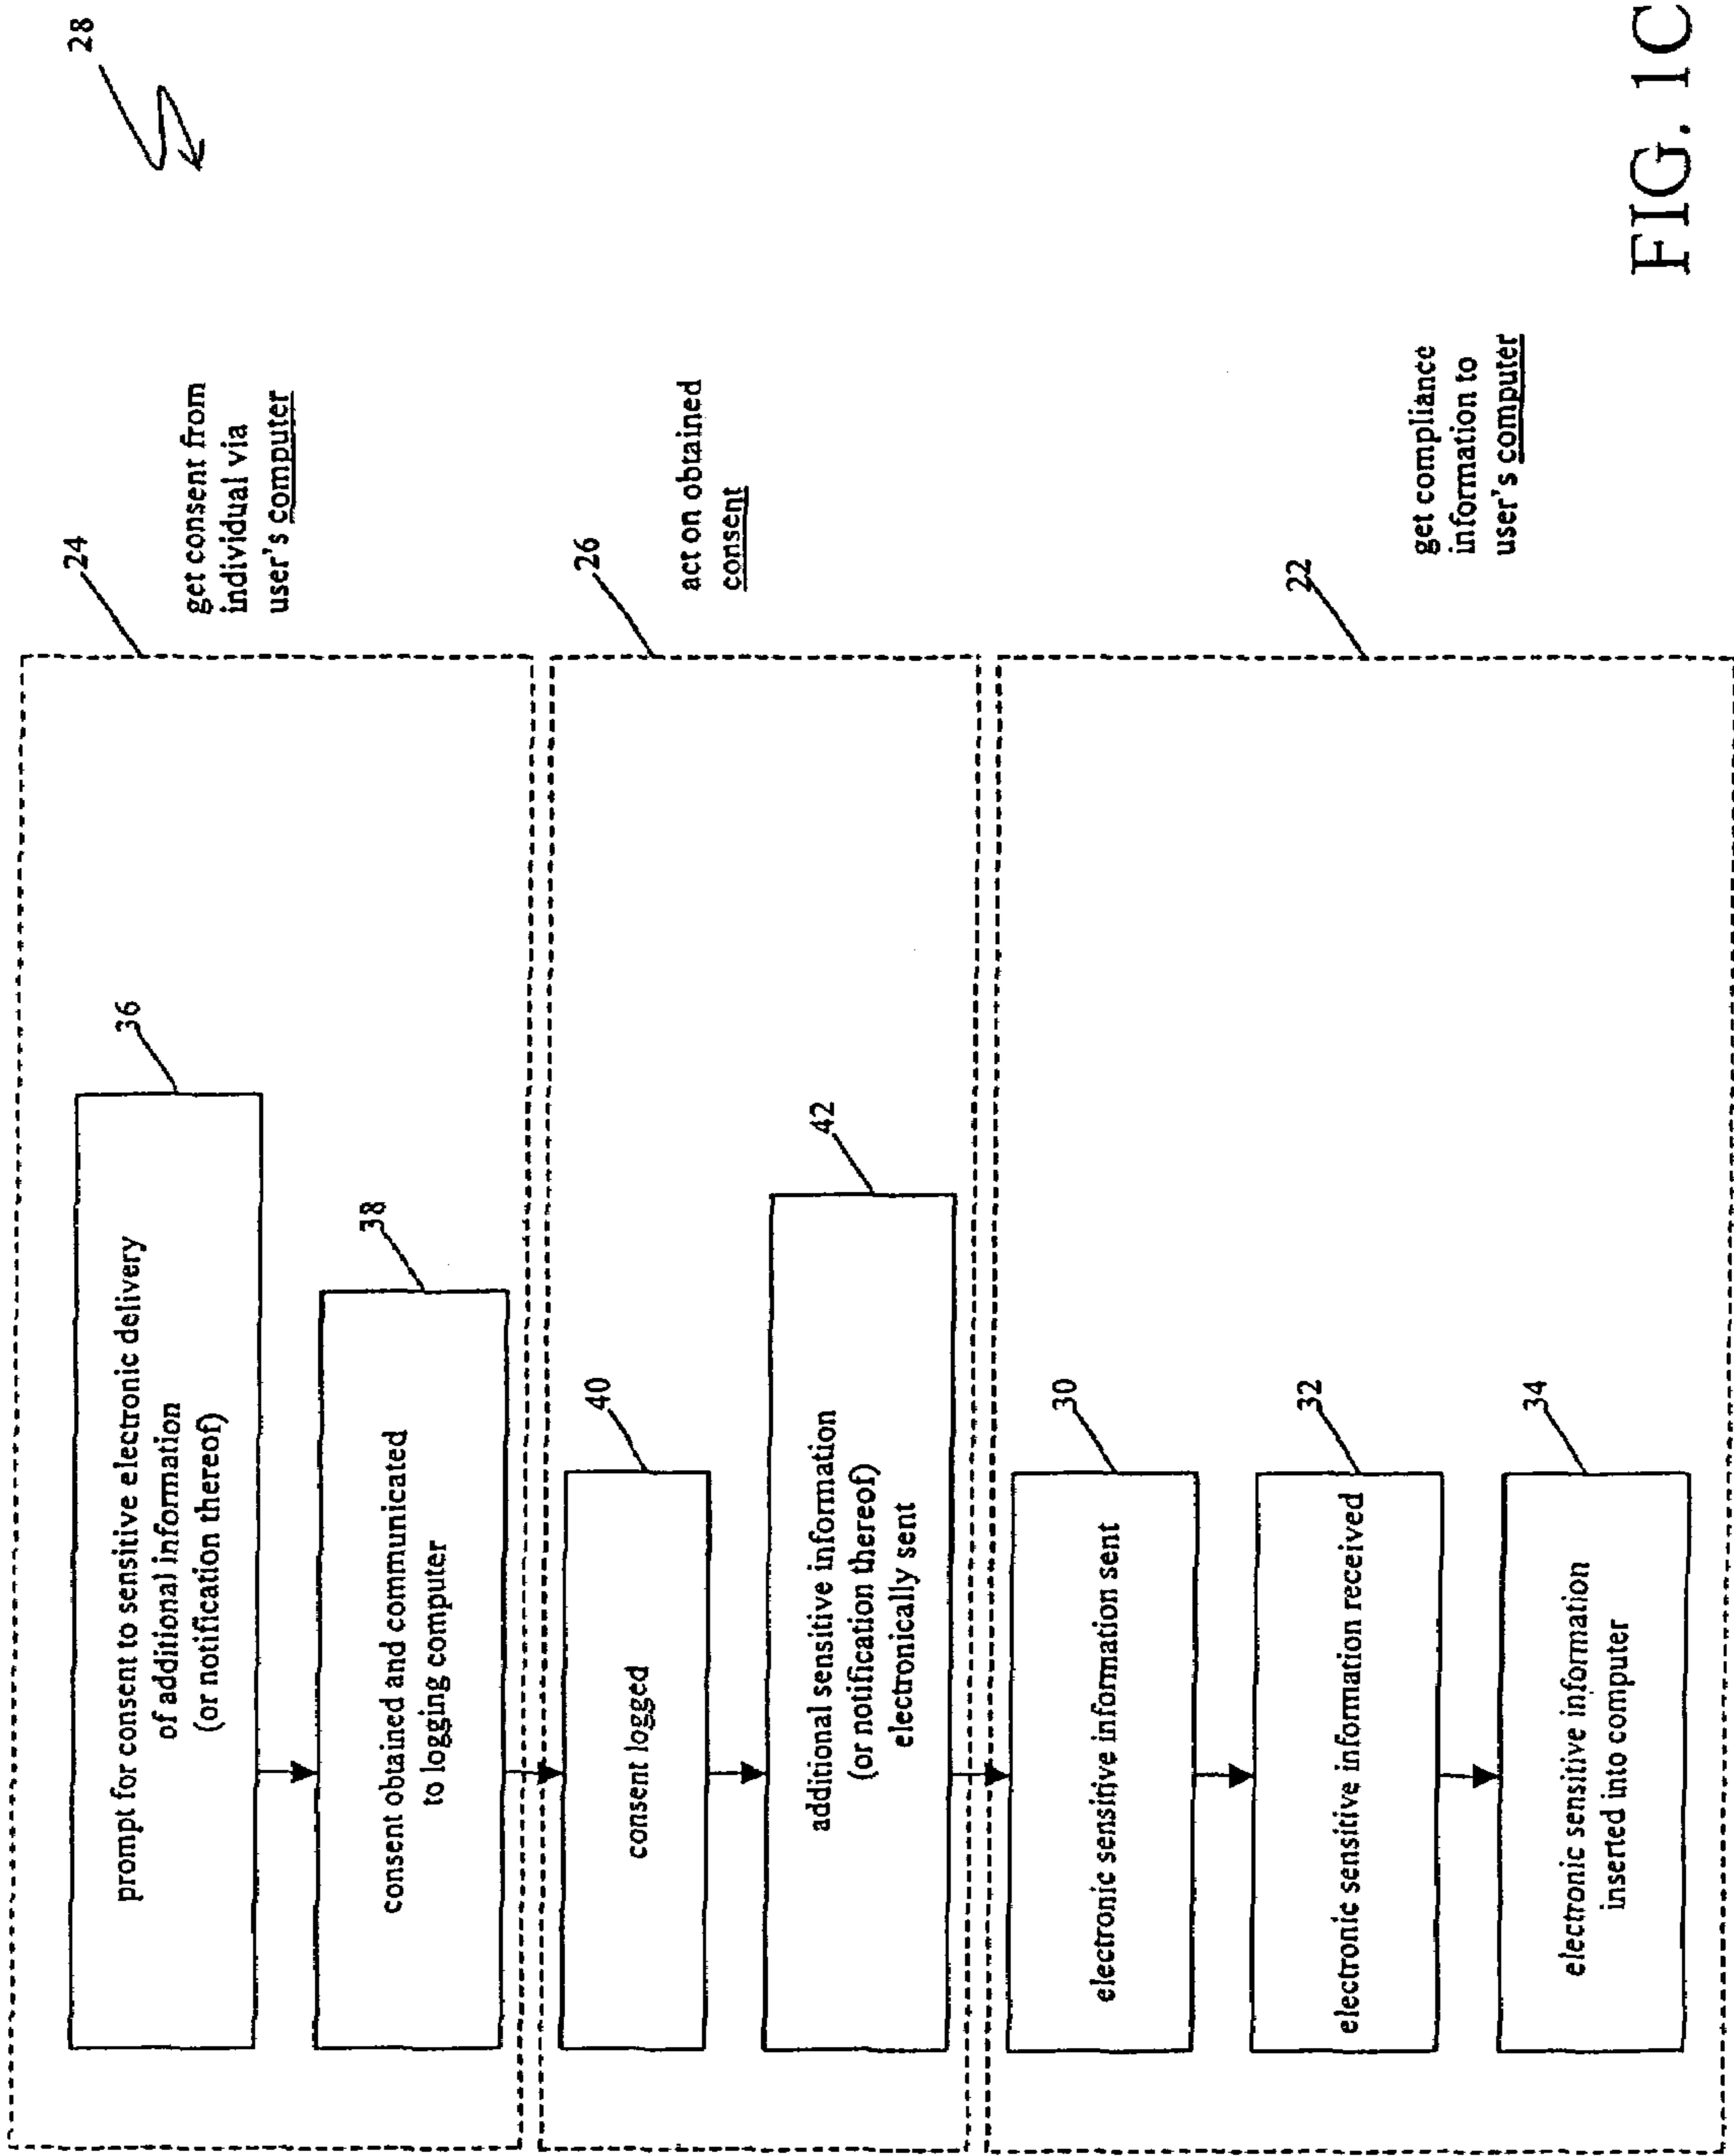 28
24
get consent from
individual via
user's computer
36
prompt for consent to sensitive electronic delivery
of additional information
(or notification thereof)
38
consent obtained and communicated
to logging computer
26
act on obtained
consent
40
consent logged
42
additional sensitive information
(or notification thereof)
electronically sent
22
get compliance
information to
user's computer
30
electronic sensitive information sent
32
electronic sensitive information received
34
electronic sensitive information
inserted into computer
FIG. 1C